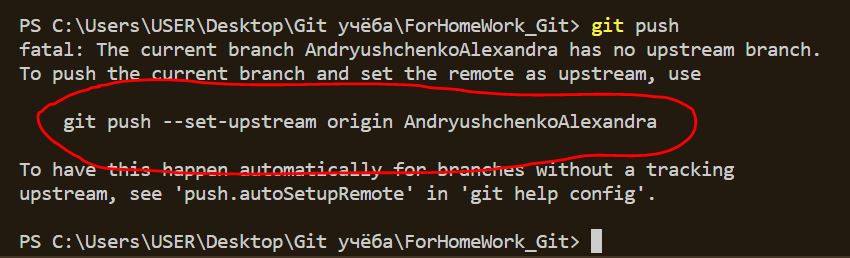 PS C:\Users\USER\Desktop\Git учёба\ForHomeWork_Git> git push
fatal: The current branch AndryushchenkoAlexandra has no upstream branch.
To push the current branch and set the remote as upstream, use
git push --set-upstream origin AndryushchenkoAlexandra
To have this happen automatically for branches without a tracking
upstream, see 'push.autoSetupRemote' in 'git help config'.
PS C:\Users\USER\Desktop\Git учёба\ForHomeWork_Git>